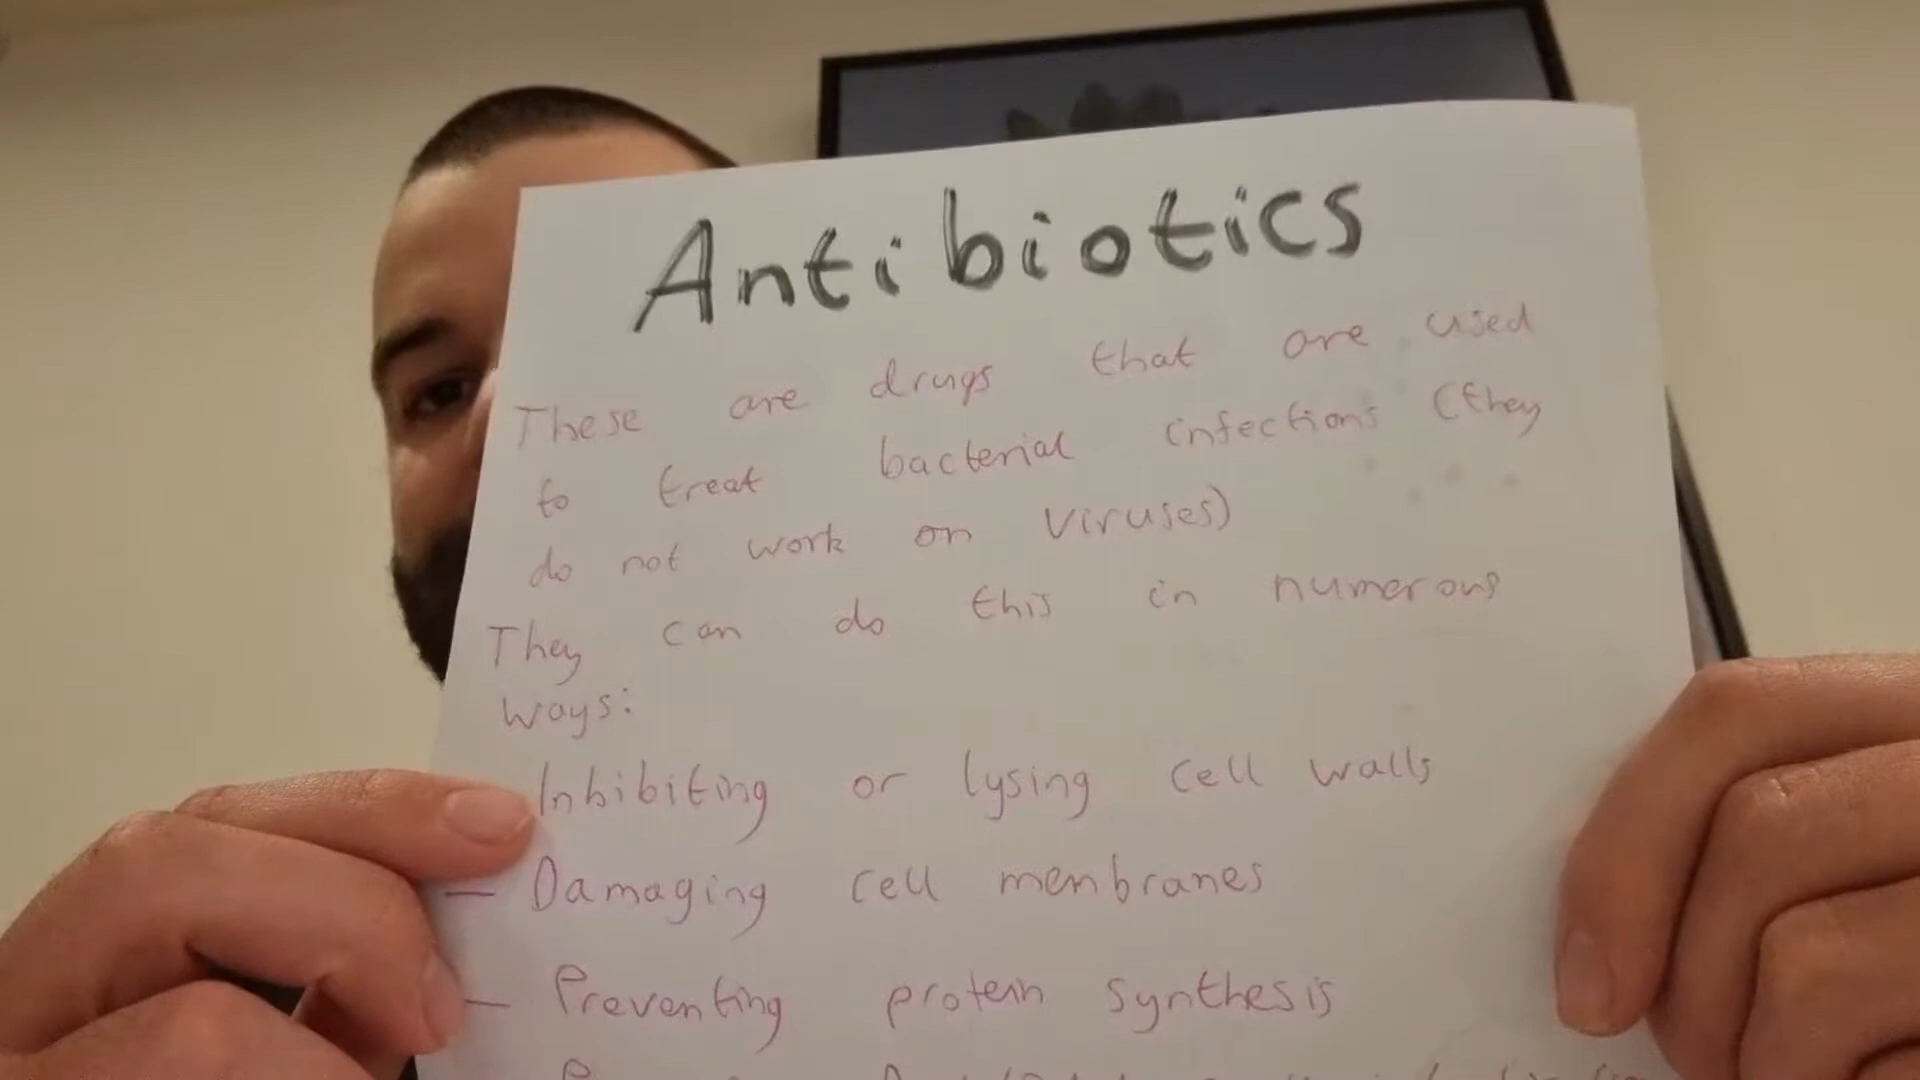 Antibiotics
These are drugs that are used
to treat bacterial infections (they
do not work on viruses)
They can do this in numerous
ways:
Inhibiting or lysing cell walls
— Damaging cell membranes
— Preventing protein synthesis